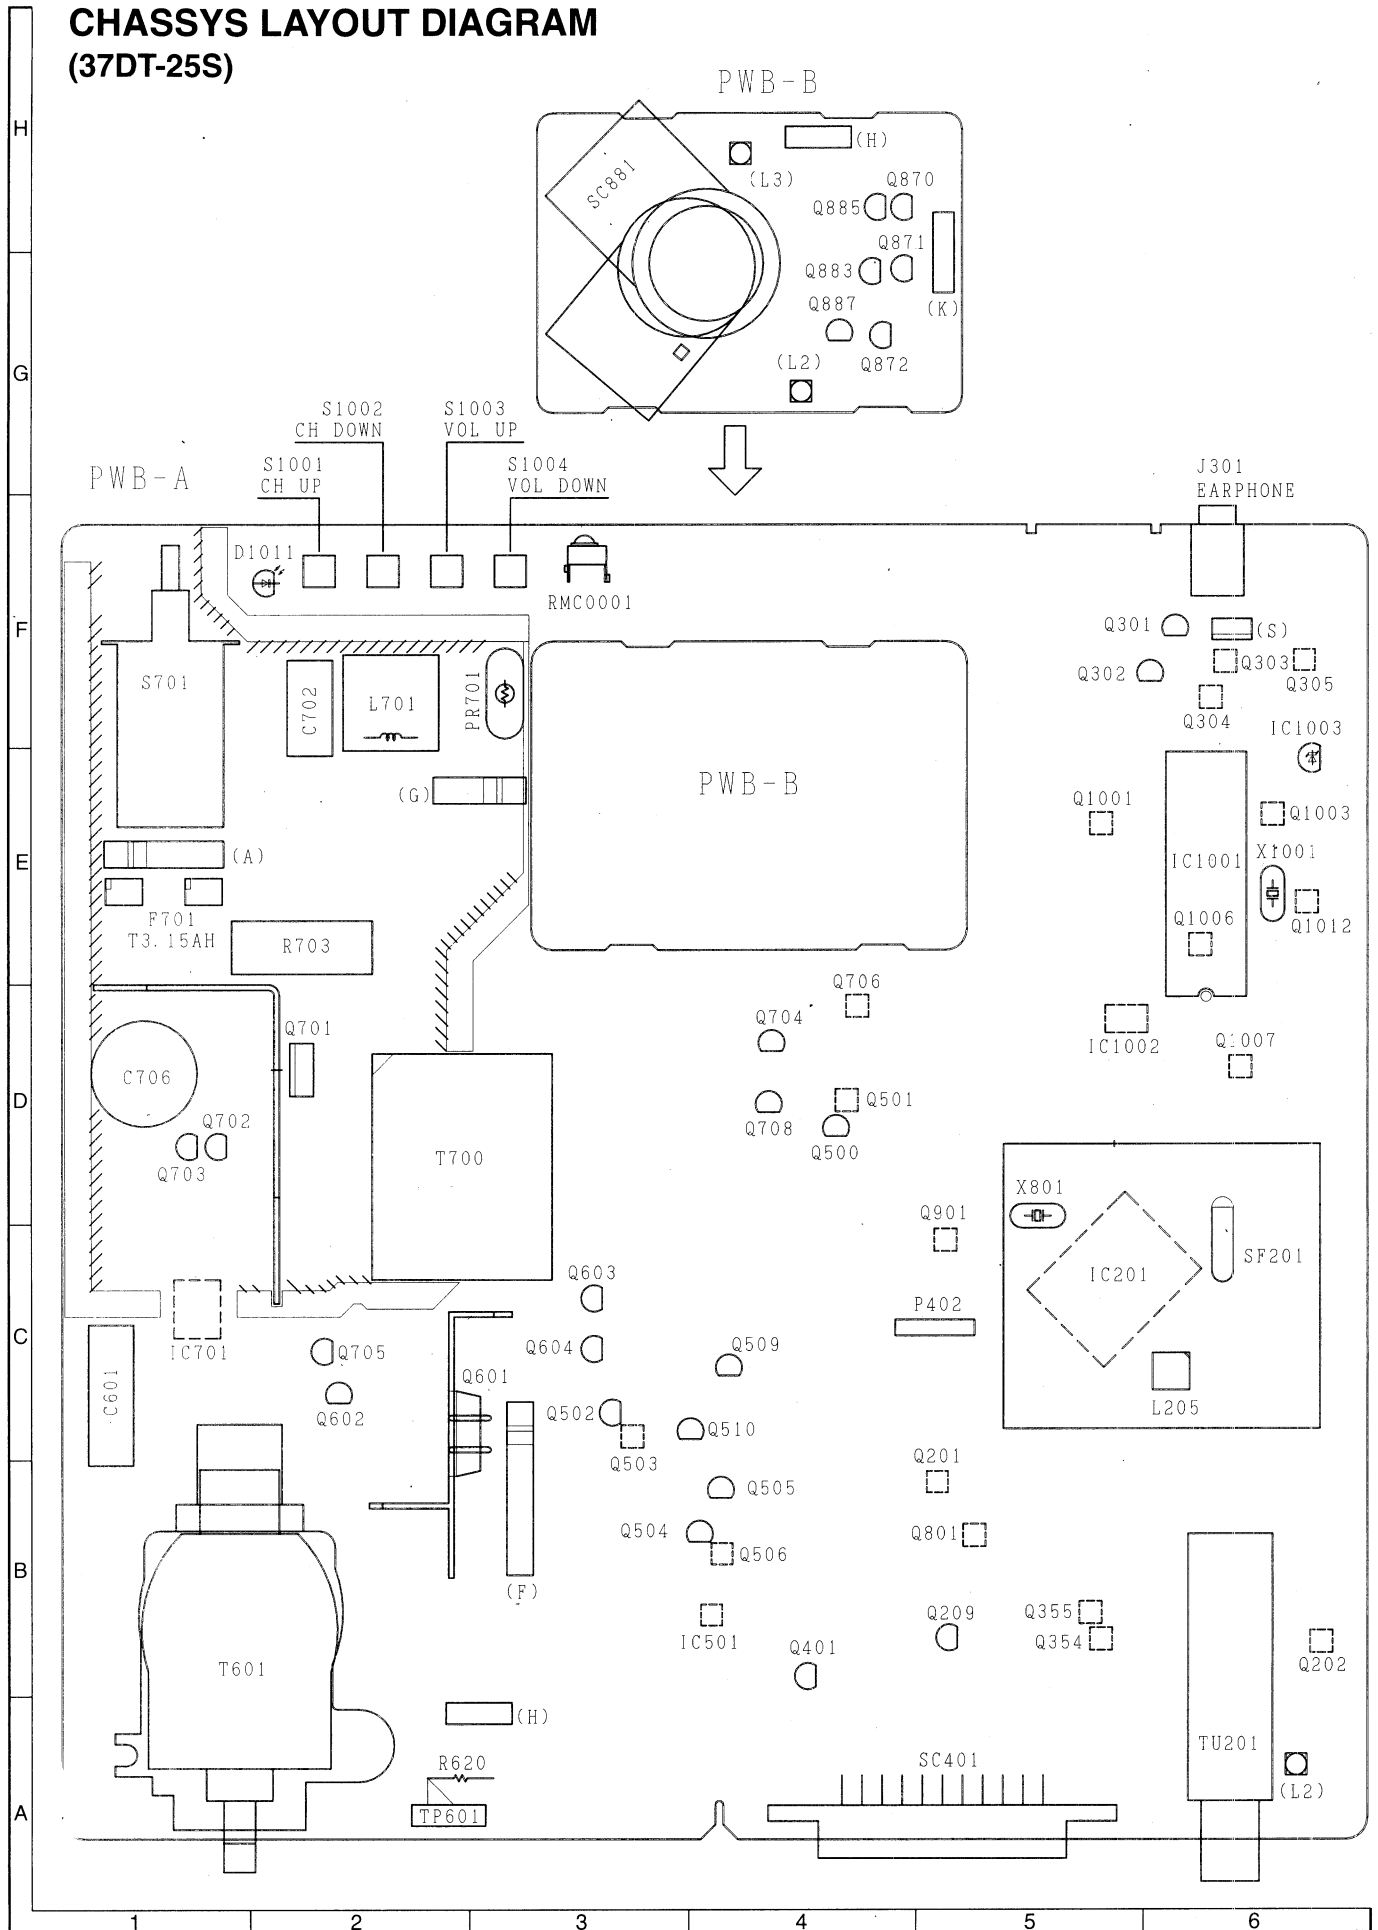 CHASSYS LAYOUT DIAGRAM
(37DT-25S)
PWB-B
H
SC881
(H)
(L3)
Q870
Q885
Q871
Q883
(K)
Q887
(L2)
Q872
G
S1002
CH DOWN
S1003
VOL UP
S1001
CH UP
S1004
VOL DOWN
PWB-A
J301
EARPHONE
D1011
RMC0001
F
Q301
(S)
Q302
Q303
Q305
Q304
S701
C702
L701
PR701
IC1003
(G)
PWB-B
Q1001
Q1003
E
(A)
IC1001
X1001
F701
T3.15AH
R703
Q1006
Q1012
Q706
Q704
Q701
IC1002
Q1007
C706
D
Q702
Q501
Q708
Q703
T700
Q500
X801
Q901
SF201
IC201
Q603
P402
C
IC701
Q705
Q604
Q509
C601
Q601
Q602
Q502
Q510
L205
Q503
Q201
Q505
Q504
Q801
Q506
B
(F)
IC501
Q209
Q355
Q354
Q401
Q202
T601
(H)
R620
SC401
TU201
(L2)
A
TP601
1 2 3 4 5 6